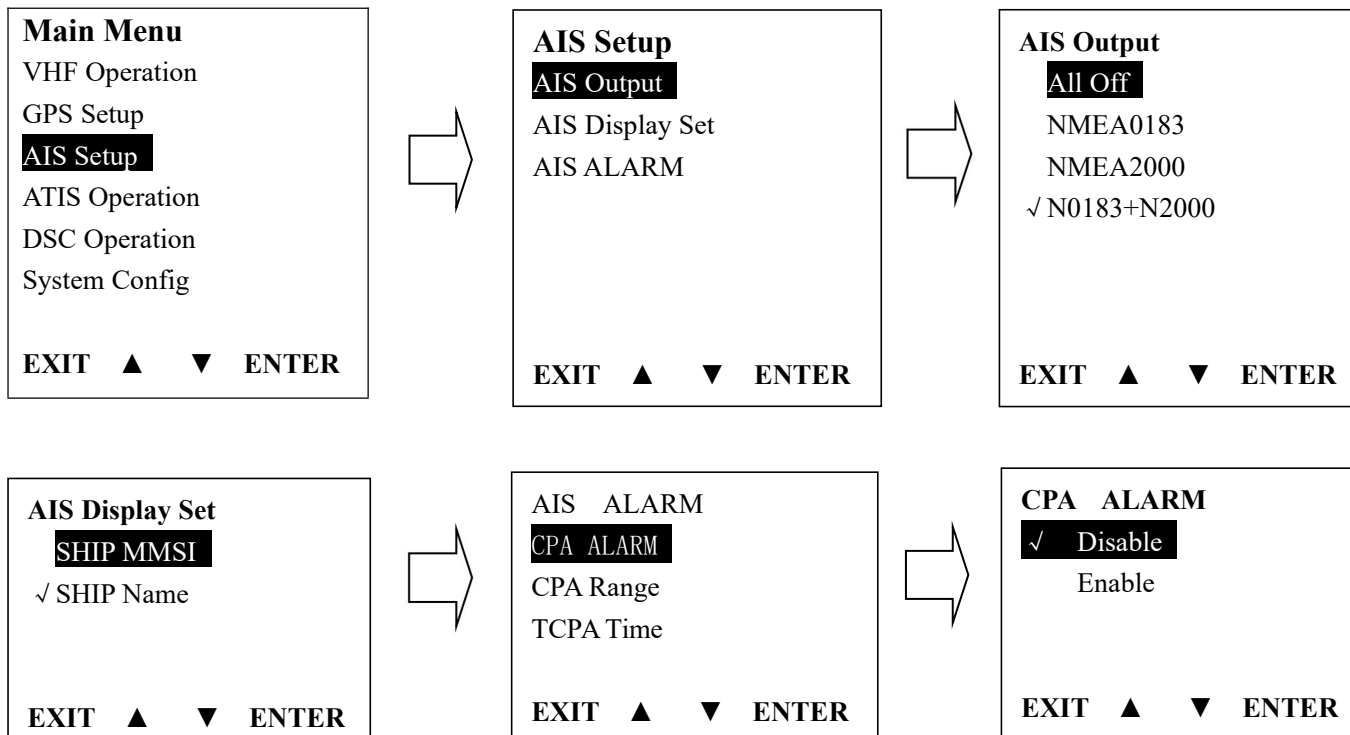 Main Menu
VHF Operation
GPS Setup
AIS Setup
ATIS Operation
DSC Operation
System Config
EXIT ▲ ▼ ENTER
AIS Setup
AIS Output
AIS Display Set
AIS ALARM
EXIT ▲ ▼ ENTER
AIS Output
All Off
NMEA0183
NMEA2000
√ N0183+N2000
EXIT ▲ ▼ ENTER
AIS Display Set
SHIP MMSI
√ SHIP Name
EXIT ▲ ▼ ENTER
AIS ALARM
CPA ALARM
CPA Range
TCPA Time
EXIT ▲ ▼ ENTER
CPA ALARM
√ Disable
Enable
EXIT ▲ ▼ ENTER